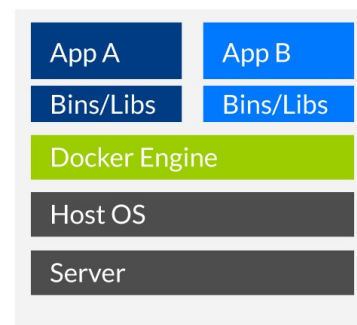 App A App B
Bins/Libs Bins/Libs
Docker Engine
Host OS
Server